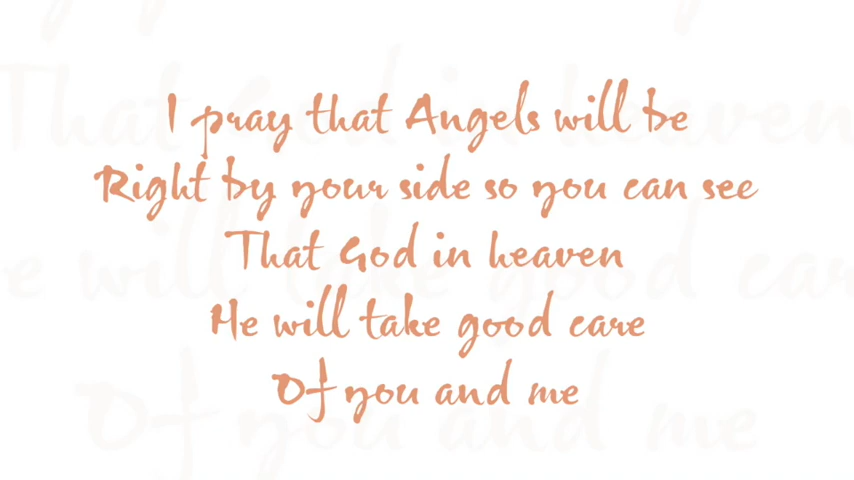 I pray that Angels will be
Right by your side so you can see
That God in heaven
He will take good care
Of you and me